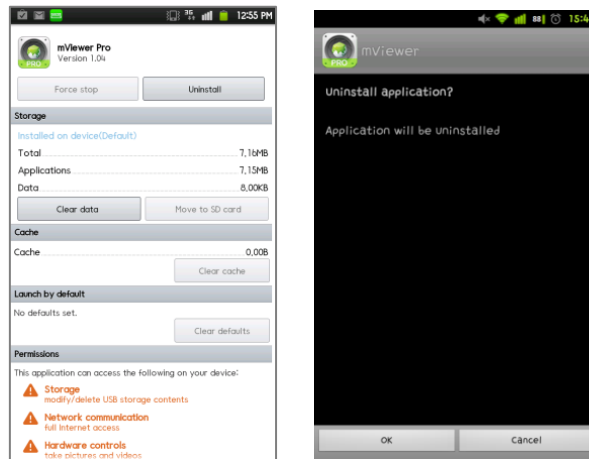 3G
12:55 PM
PRO
mViewer Pro
Version 1.04
Force stop
Uninstall
Storage
Installed on device(Default)
Total 7,16MB
Applications 7,15MB
Data 8,00KB
Clear data
Move to SD card
Cache
Cache 0,00B
Clear cache
Launch by default
No defaults set.
Clear defaults
Permissions
This application can access the following on your device:
Storage
modify/delete USB storage contents
Network communication
full Internet access
Hardware controls
take pictures and videos
15:4
PRO
mViewer
Uninstall application?
Application will be uninstalled
OK
Cancel